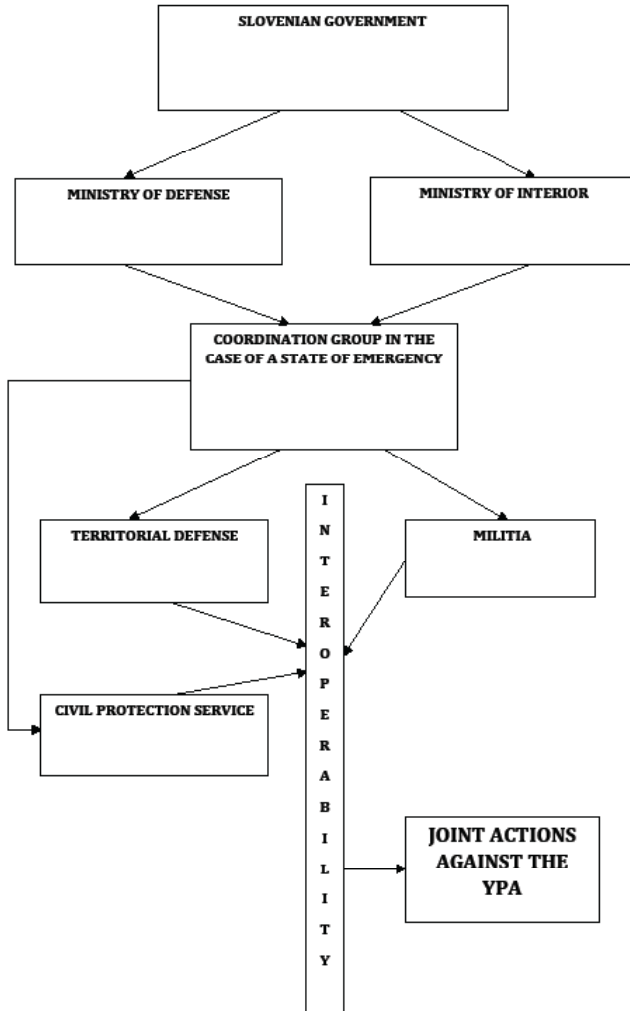 SLOVENIAN GOVERNMENT
MINISTRY OF DEFENSE
MINISTRY OF INTERIOR
COORDINATION GROUP IN THE
CASE OF A STATE OF EMERGENCY
TERRITORIAL DEFENSE
I
N
T
E
R
O
P
E
R
A
B
I
L
I
T
Y
MILITIA
CIVIL PROTECTION SERVICE
JOINT ACTIONS
AGAINST THE
YPA